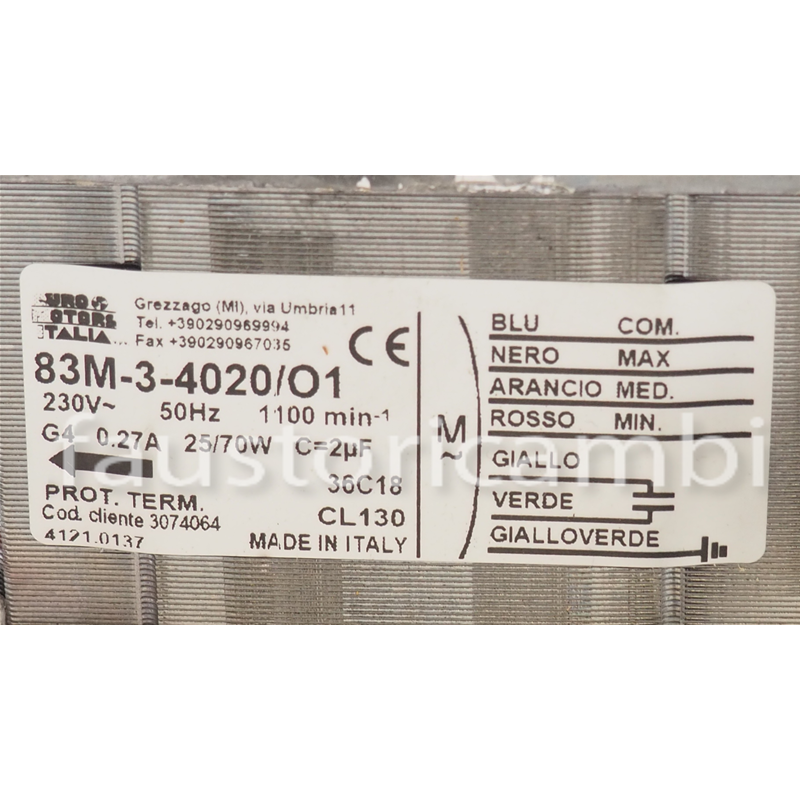 EURO
MOTORS
ITALIA
Grezzago (MI), via Umbria11
Tel. +390290969994
Fax +390290967035
CE
83M-3-4020/O1
230V~ 50Hz 1100 min-1
G4 0.27A 25/70W C=2µF
36C18
PROT. TERM.
Cod. cliente 3074064
CL130
4121.0137
MADE IN ITALY
M
~
BLU COM.
NERO MAX
ARANCIO MED.
ROSSO MIN.
GIALLO
VERDE
GIALLOVERDE
faustoricambi